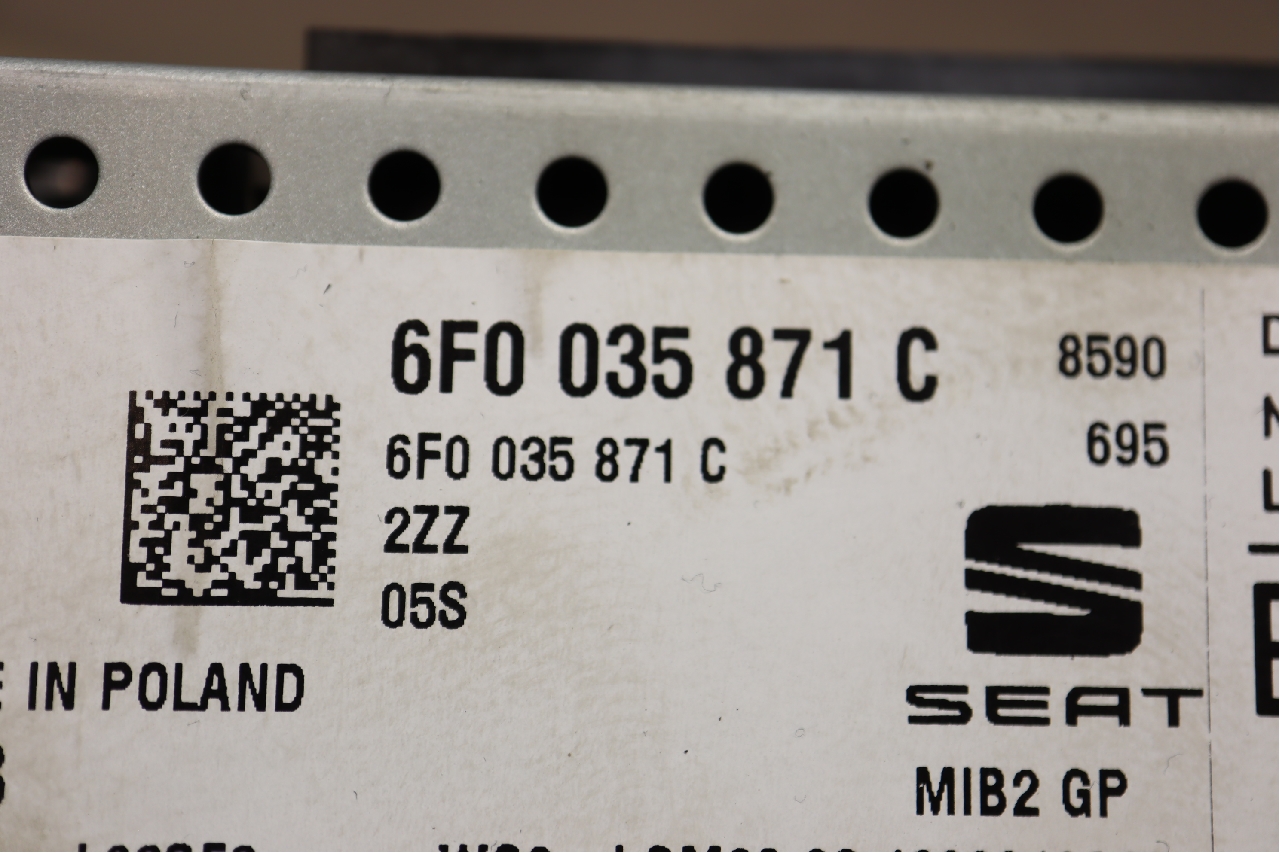 6F0 035 871 C 8590
6F0 035 871 C 695
2ZZ
05S
IN POLAND
SEAT
MIB2 GP